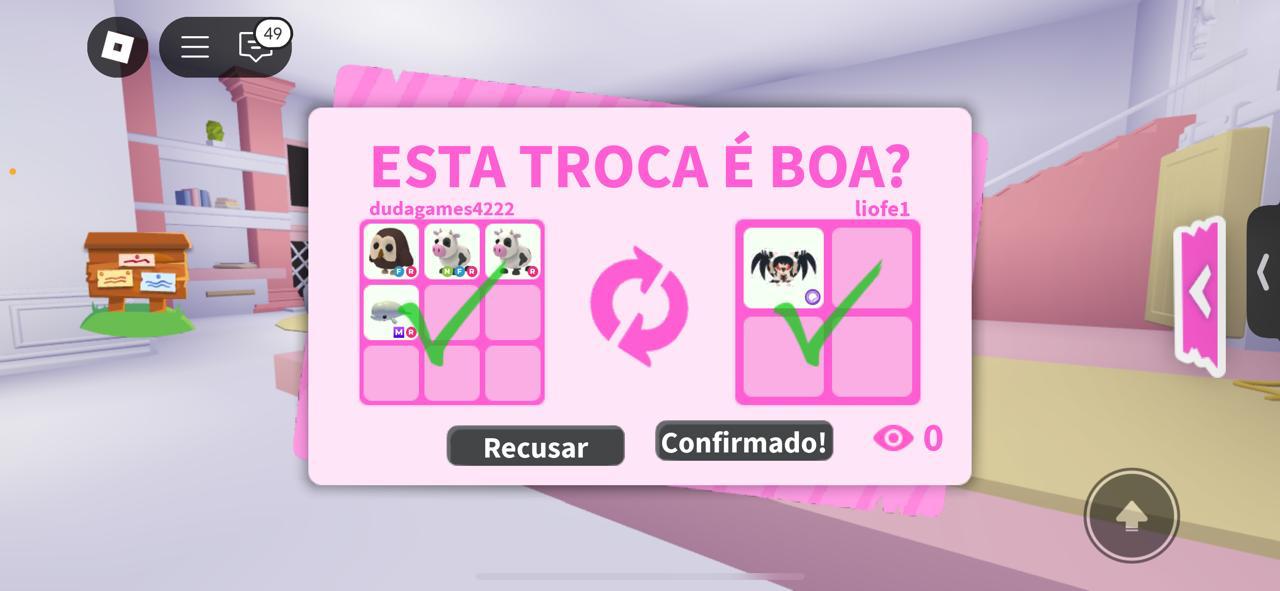 49
ESTA TROCA É BOA?
dudagames4222
liofe1
F R
N F R
R
M R
Recusar
Confirmado!
0